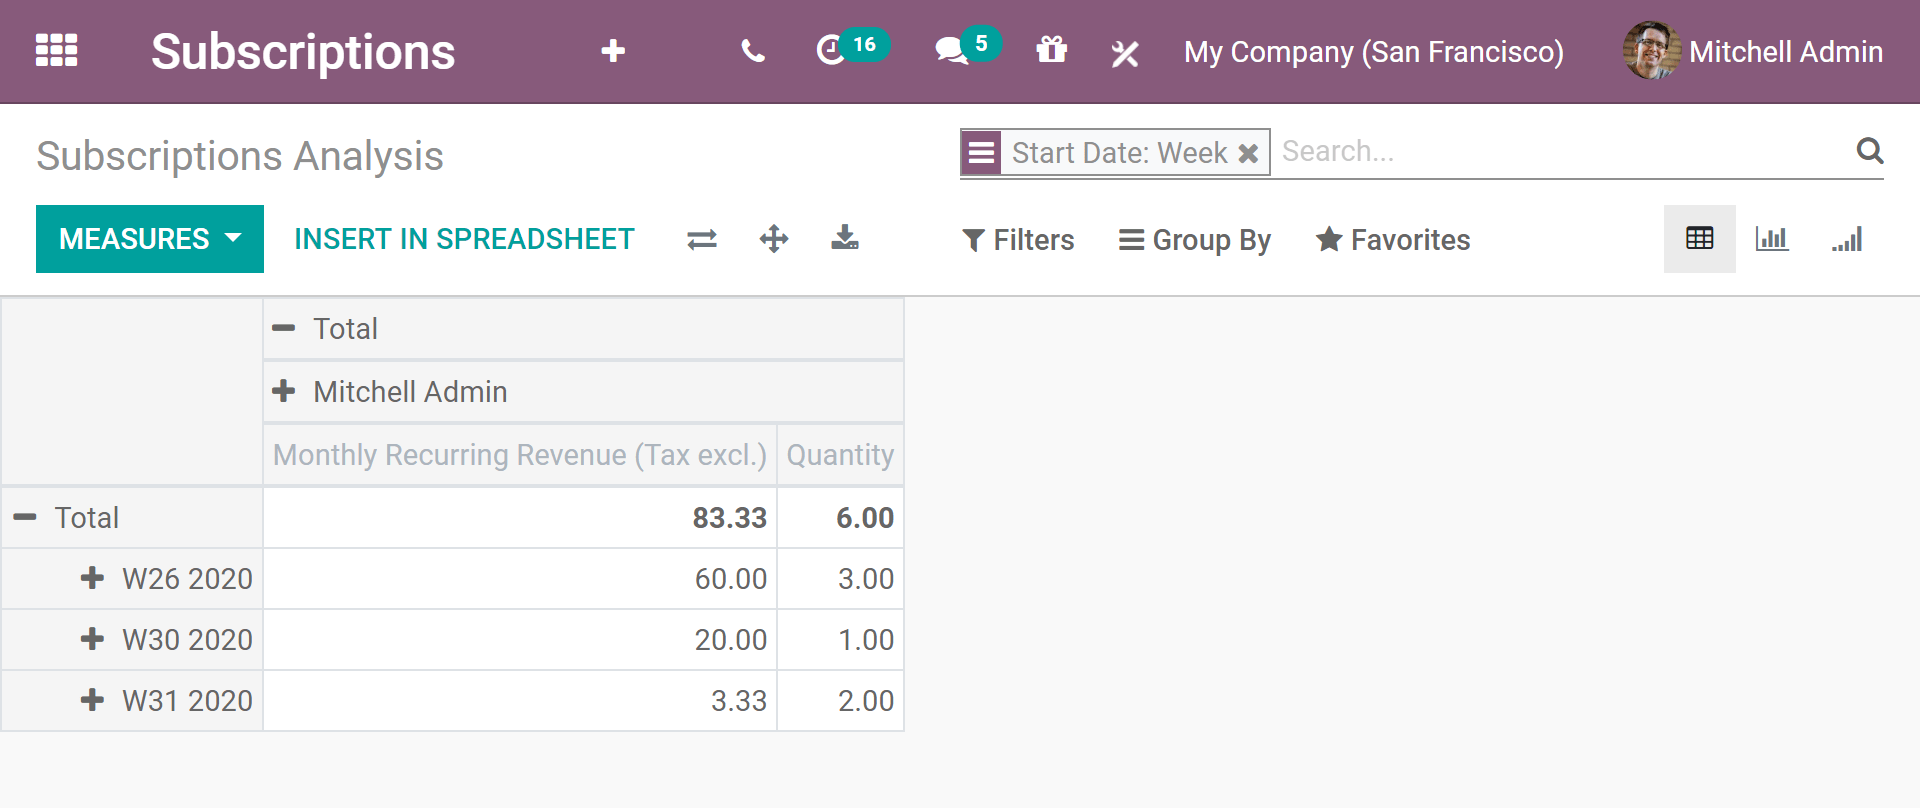 Subscriptions 16 5 My Company (San Francisco) Mitchell Admin
Subscriptions Analysis Start Date: Week Search...
MEASURES INSERT IN SPREADSHEET Filters Group By Favorites
Total
Mitchell Admin
Monthly Recurring Revenue (Tax excl.) Quantity
Total 83.33 6.00
W26 2020 60.00 3.00
W30 2020 20.00 1.00
W31 2020 3.33 2.00